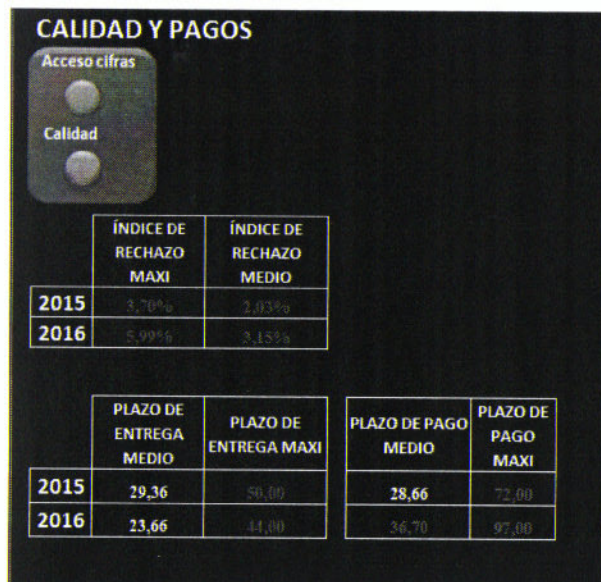 CALIDAD Y PAGOS
Acceso cifras
Calidad
ÍNDICE DE RECHAZO MAXI ÍNDICE DE RECHAZO MEDIO
2015 3,70% 2,03%
2016 5,99% 3,15%
PLAZO DE ENTREGA MEDIO PLAZO DE ENTREGA MAXI PLAZO DE PAGO MEDIO PLAZO DE PAGO MAXI
2015 29,36 50,00 28,66 72,00
2016 23,66 44,00 36,70 97,00